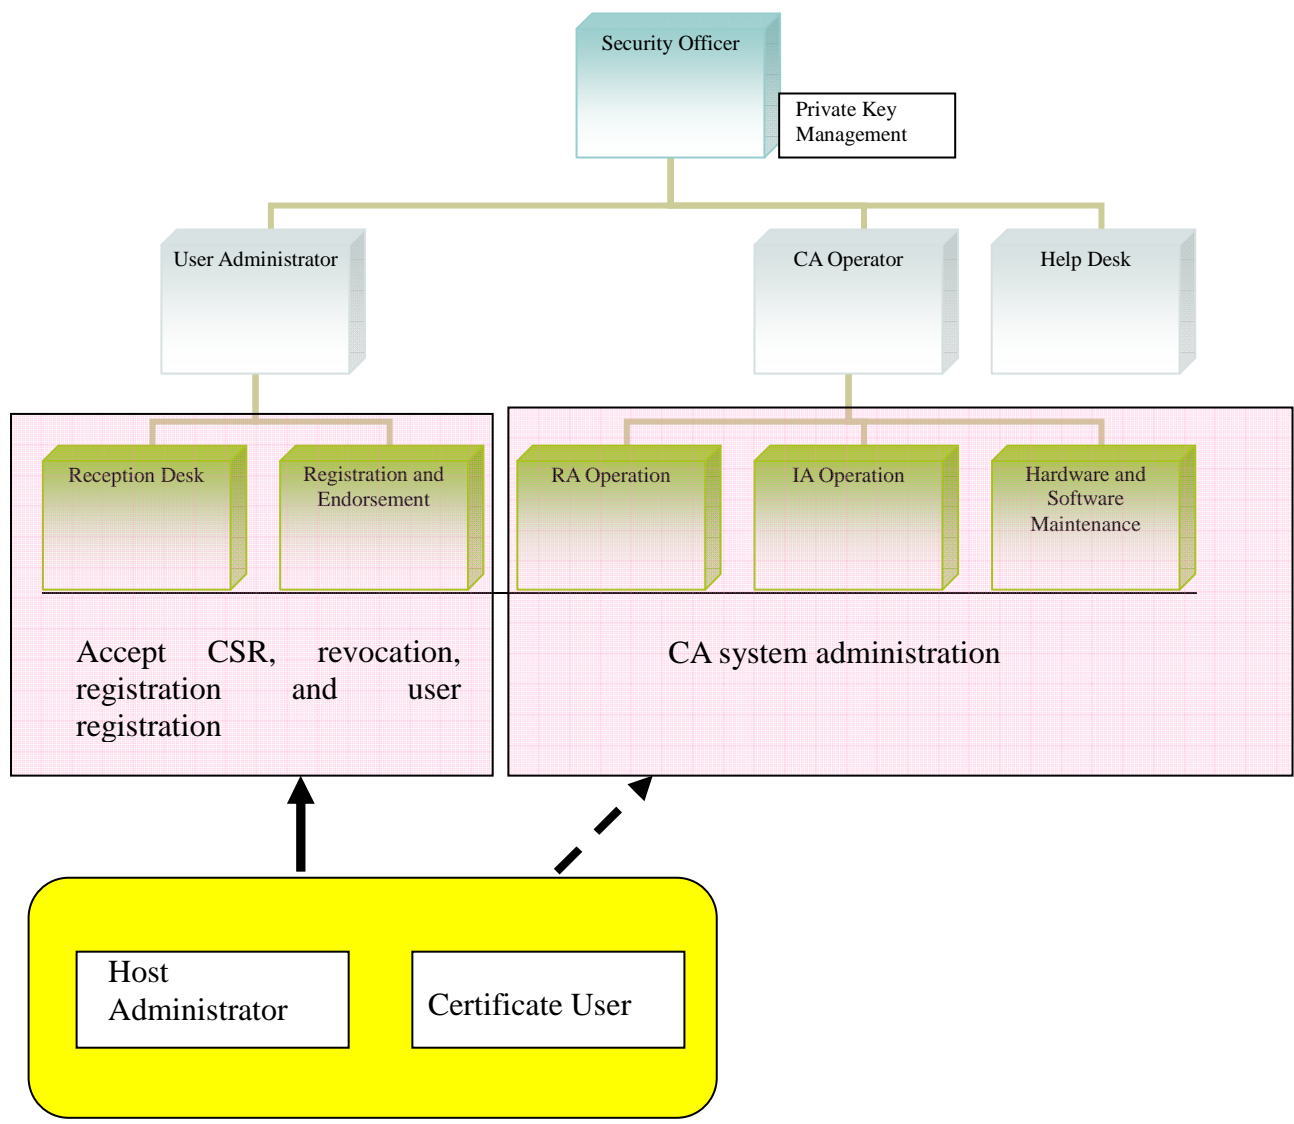 Security Officer
Private Key
Management
User Administrator
CA Operator
Help Desk
Reception Desk
Registration and
Endorsement
RA Operation
IA Operation
Hardware and
Software
Maintenance
Accept CSR, revocation,
registration and user
registration
CA system administration
Host
Administrator
Certificate User